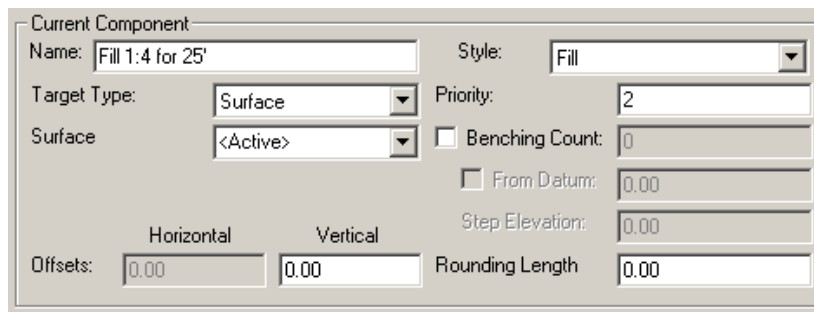 Current Component
Name: Fill 1:4 for 25' Style: Fill
Target Type: Surface Priority: 2
Surface <Active> Benching Count: 0
From Datum: 0.00
Step Elevation: 0.00
Horizontal Vertical
Offsets: 0.00 0.00 Rounding Length 0.00